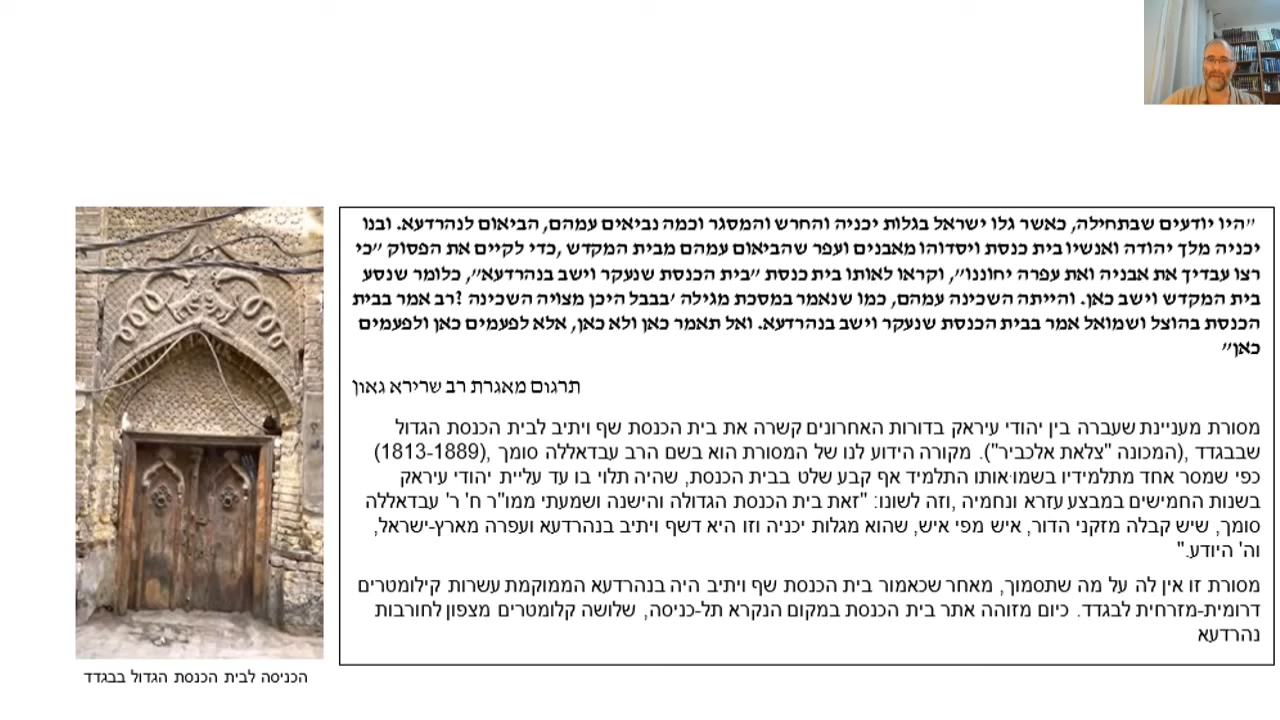 "היו יודעים שבתחילה, כאשר גלו ישראל בגלות יכניה והחרש והמסגר וכמה נביאים עמהם, הביאום לנהרדעא. ובנו
יכניה מלך יהודה ואנשיו בית כנסת ויסדוהו מאבנים ועפר שהביאום עמהם מבית המקדש ,כדי לקיים את הפסוק "כי
רצו עבדיך את אבניה ואת עפרה יחוננו", וקראו לאותו בית כנסת "בית הכנסת שנעקר וישב בנהרדעא", כלומר שנסע
בית המקדש וישב כאן. והייתה השכינה עמהם, כמו שנאמר במסכת מגילה 'בבבל היכן מצויה השכינה ?רב אמר בבית
הכנסת בהוצל ושמואל אמר בבית הכנסת שנעקר וישב בנהרדעא. ואל תאמר כאן ולא כאן, אלא לפעמים כאן ולפעמים
כאן"
תרגום מאגרת רב שרירא גאון
מסורת מעניינת שעברה בין יהודי עיראק בדורות האחרונים קשרה את בית הכנסת שף ויתיב לבית הכנסת הגדול
שבבגדד ,(המכונה "צלאת אלכביר"). מקורה הידוע לנו של המסורת הוא בשם הרב עבדאללה סומך ,(1813-1889)
כפי שמסר אחד מתלמידיו בשמו.אותו התלמיד אף קבע שלט בבית הכנסת, שהיה תלוי בו עד עליית יהודי עיראק
בשנות החמישים במבצע עזרא ונחמיה ,וזה לשונו: "זאת בית הכנסת הגדולה והישנה ושמעתי ממו"ר ח' ר' עבדאללה
סומך, שיש קבלה מזקני הדור, איש מפי איש, שהוא מגלות יכניה וזו היא דשף ויתיב בנהרדעא ועפרה מארץ-ישראל,
וה' היודע."
מסורת זו אין לה על מה שתסמוך, מאחר שכאמור בית הכנסת שף ויתיב היה בנהרדעא הממוקמת עשרות קילומטרים
דרומית-מזרחית לבגדד. כיום מזוהה אתר בית הכנסת במקום הנקרא תל-כניסה, שלושה קלומטרים מצפון לחורבות
נהרדעא
הכניסה לבית הכנסת הגדול בבגדד